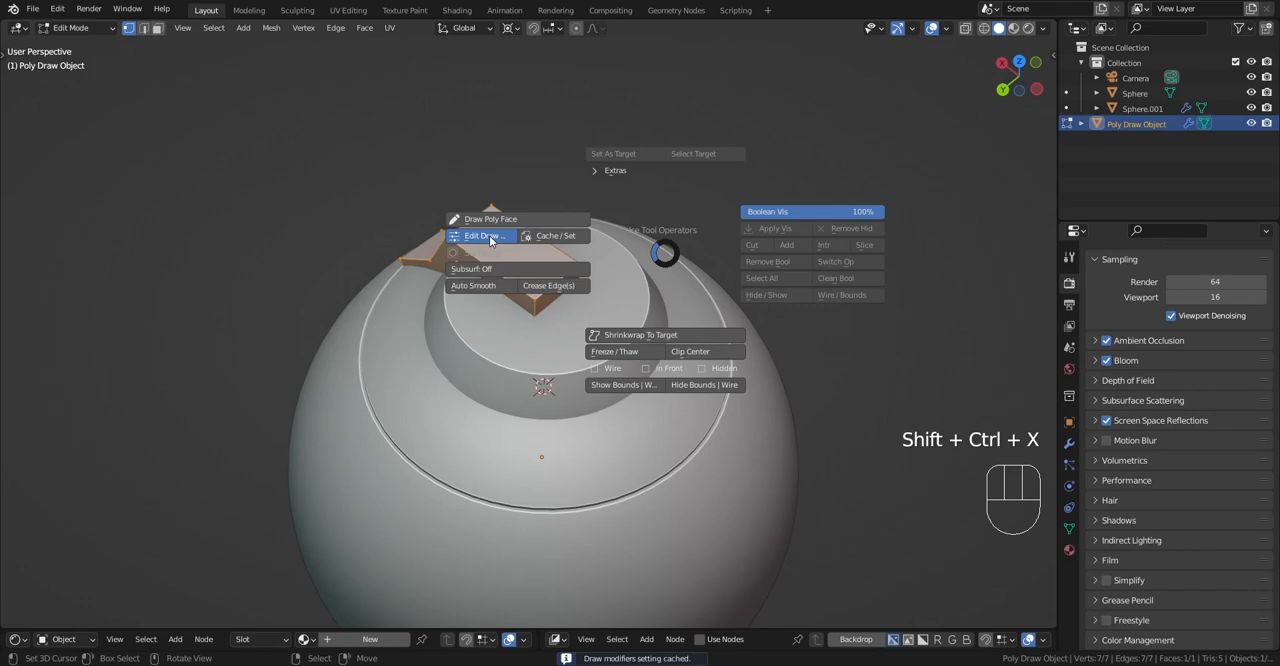 File Edit Render Window Help Layout Modeling Sculpting UV Editing Texture Paint Shading Animation Rendering Compositing Geometry Nodes Scripting + Scene View Layer
Edit Mode View Select Add Mesh Vertex Edge Face UV Global
User Perspective
(1) Poly Draw Object
X Z Y
Scene Collection
Collection
Camera
Sphere
Sphere.001
Poly Draw Object
Set As Target Select Target
Extras
Draw Poly Face
Edit Draw ... Cache / Set
Subsurf: Off
Auto Smooth Crease Edge(s)
Tool Operators
Boolean Vis 100%
Apply Vis Remove Hid
Cut Add Intr Slice
Remove Bool Switch Op
Select All Clean Bool
Hide / Show Wire / Bounds
Shrinkwrap To Target
Freeze / Thaw Clip Center
Wire In Front Hidden
Show Bounds | W... Hide Bounds | Wire
Shift + Ctrl + X
Sampling
Render 64
Viewport 16
Viewport Denoising
Ambient Occlusion
Bloom
Depth of Field
Subsurface Scattering
Screen Space Reflections
Motion Blur
Volumetrics
Performance
Hair
Shadows
Indirect Lighting
Film
Simplify
Grease Pencil
Freestyle
Color Management
Object View Select Add Node Slot New View Select Add Node Use Nodes Backdrop R G B
Set 3D Cursor Box Select Rotate View Select Move Draw modifiers setting cached. Poly Draw Object | Verts:7/7 | Edges:7/7 | Faces:1/1 | Tris:5 | Objects:1/...